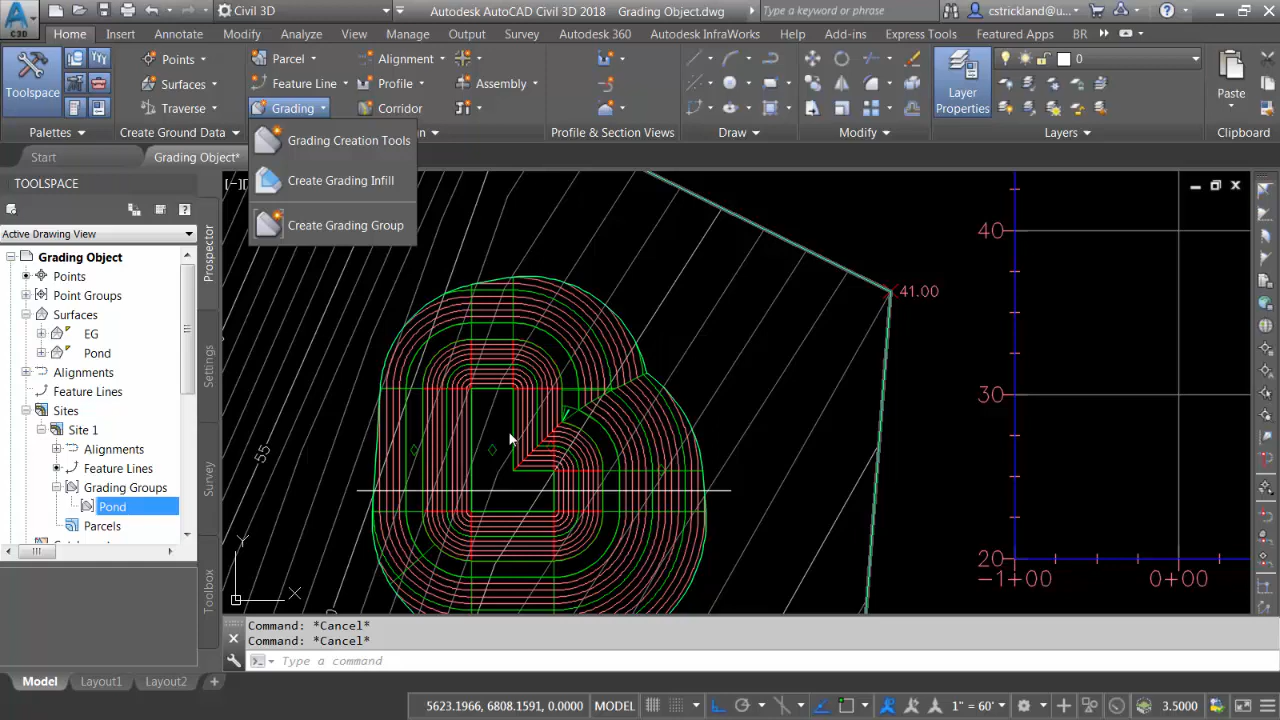 C3D
Civil 3D
Autodesk AutoCAD Civil 3D 2018 Grading Object.dwg
Type a keyword or phrase
cstrickland@u...
Home Insert Annotate Modify Analyze View Manage Output Survey Autodesk 360 Autodesk InfraWorks Help Add-ins Express Tools Featured Apps BR
Toolspace
Points
Surfaces
Traverse
Parcel
Feature Line
Grading
Alignment
Profile
Corridor
Assembly
0
Layer
Properties
Paste
Palettes
Create Ground Data
Profile & Section Views
Draw
Modify
Layers
Clipboard
Grading Creation Tools
Create Grading Infill
Create Grading Group
Start
Grading Object*
TOOLSPACE
Active Drawing View
Grading Object
Points
Point Groups
Surfaces
EG
Pond
Alignments
Feature Lines
Sites
Site 1
Alignments
Feature Lines
Grading Groups
Pond
Parcels
Prospector
Settings
Survey
Toolbox
41.00
55
Y
X
40
30
20
-1+00
0+00
Command: *Cancel*
Command: *Cancel*
Type a command
Model Layout1 Layout2 +
5623.1966, 6808.1591, 0.0000 MODEL 1" = 60' 3.5000